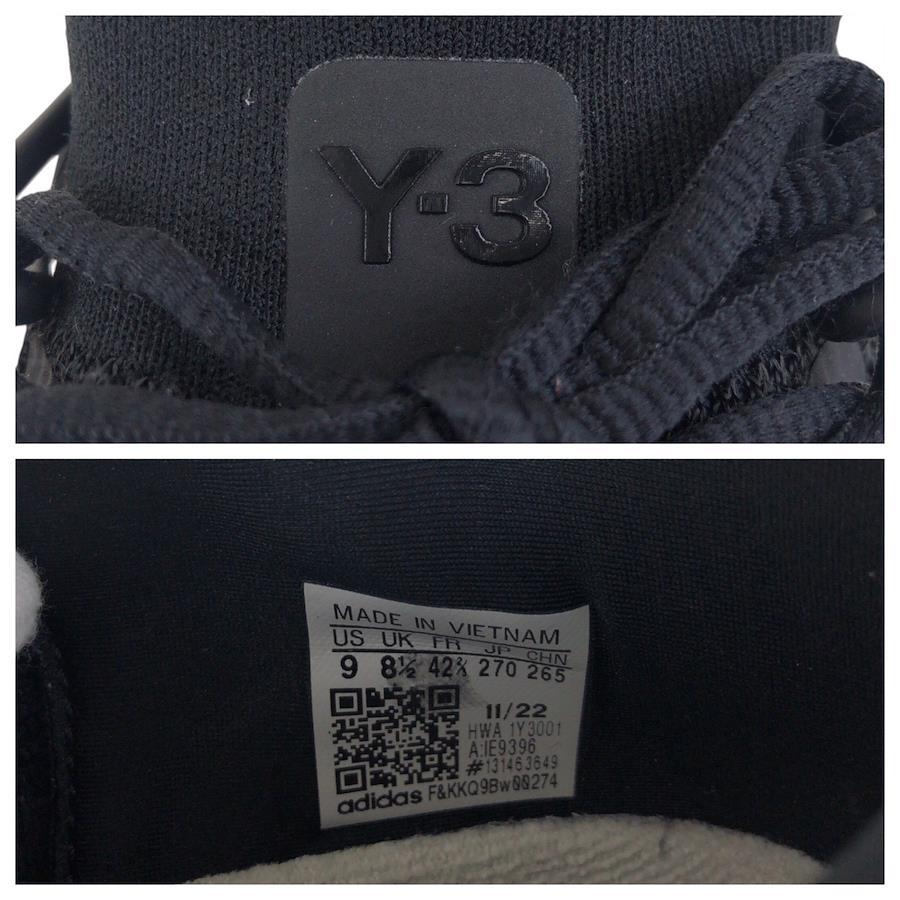 Y-3
MADE IN VIETNAM
US UK FR JP CHN
9 8½ 42⅔ 270 265
11/22
HWA 1Y3001
A:IE9396
#131463649
adidas F&KKQ9Bw00274